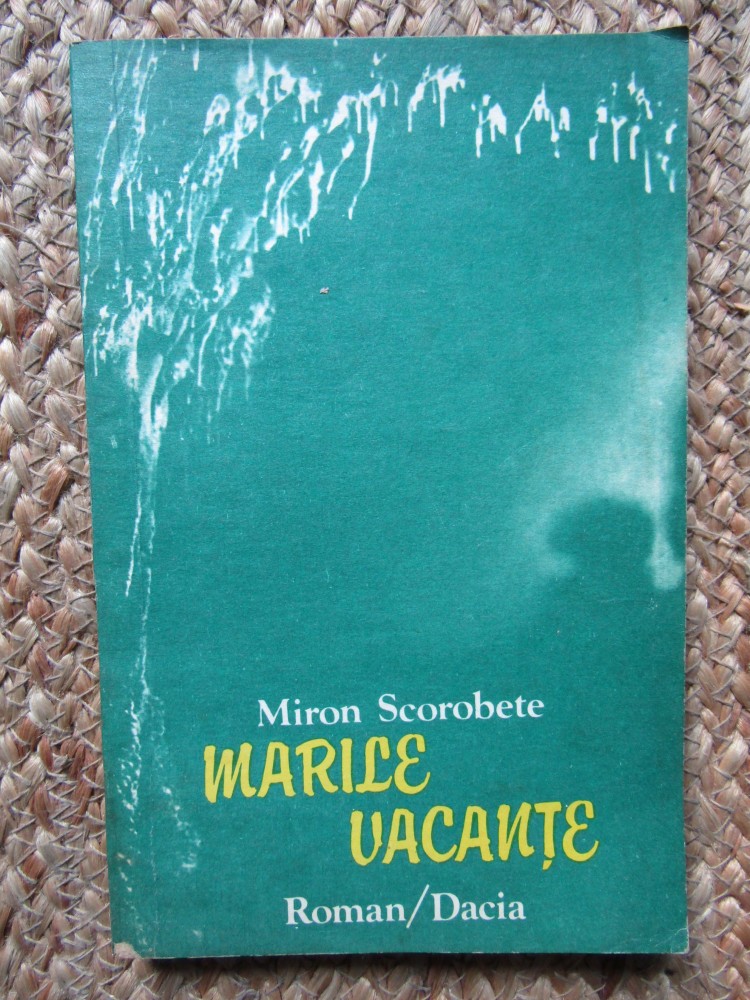 Miron Scorobete
MARILE
VACANȚE
Roman/Dacia